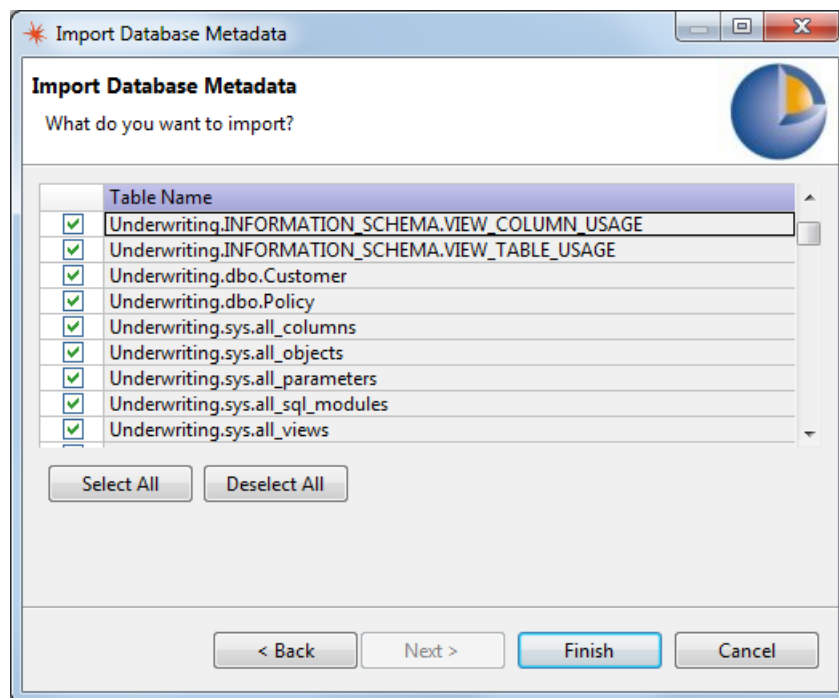 Import Database Metadata
Import Database Metadata
What do you want to import?
Table Name
Underwriting.INFORMATION_SCHEMA.VIEW_COLUMN_USAGE
Underwriting.INFORMATION_SCHEMA.VIEW_TABLE_USAGE
Underwriting.dbo.Customer
Underwriting.dbo.Policy
Underwriting.sys.all_columns
Underwriting.sys.all_objects
Underwriting.sys.all_parameters
Underwriting.sys.all_sql_modules
Underwriting.sys.all_views
Select All Deselect All
< Back Next > Finish Cancel